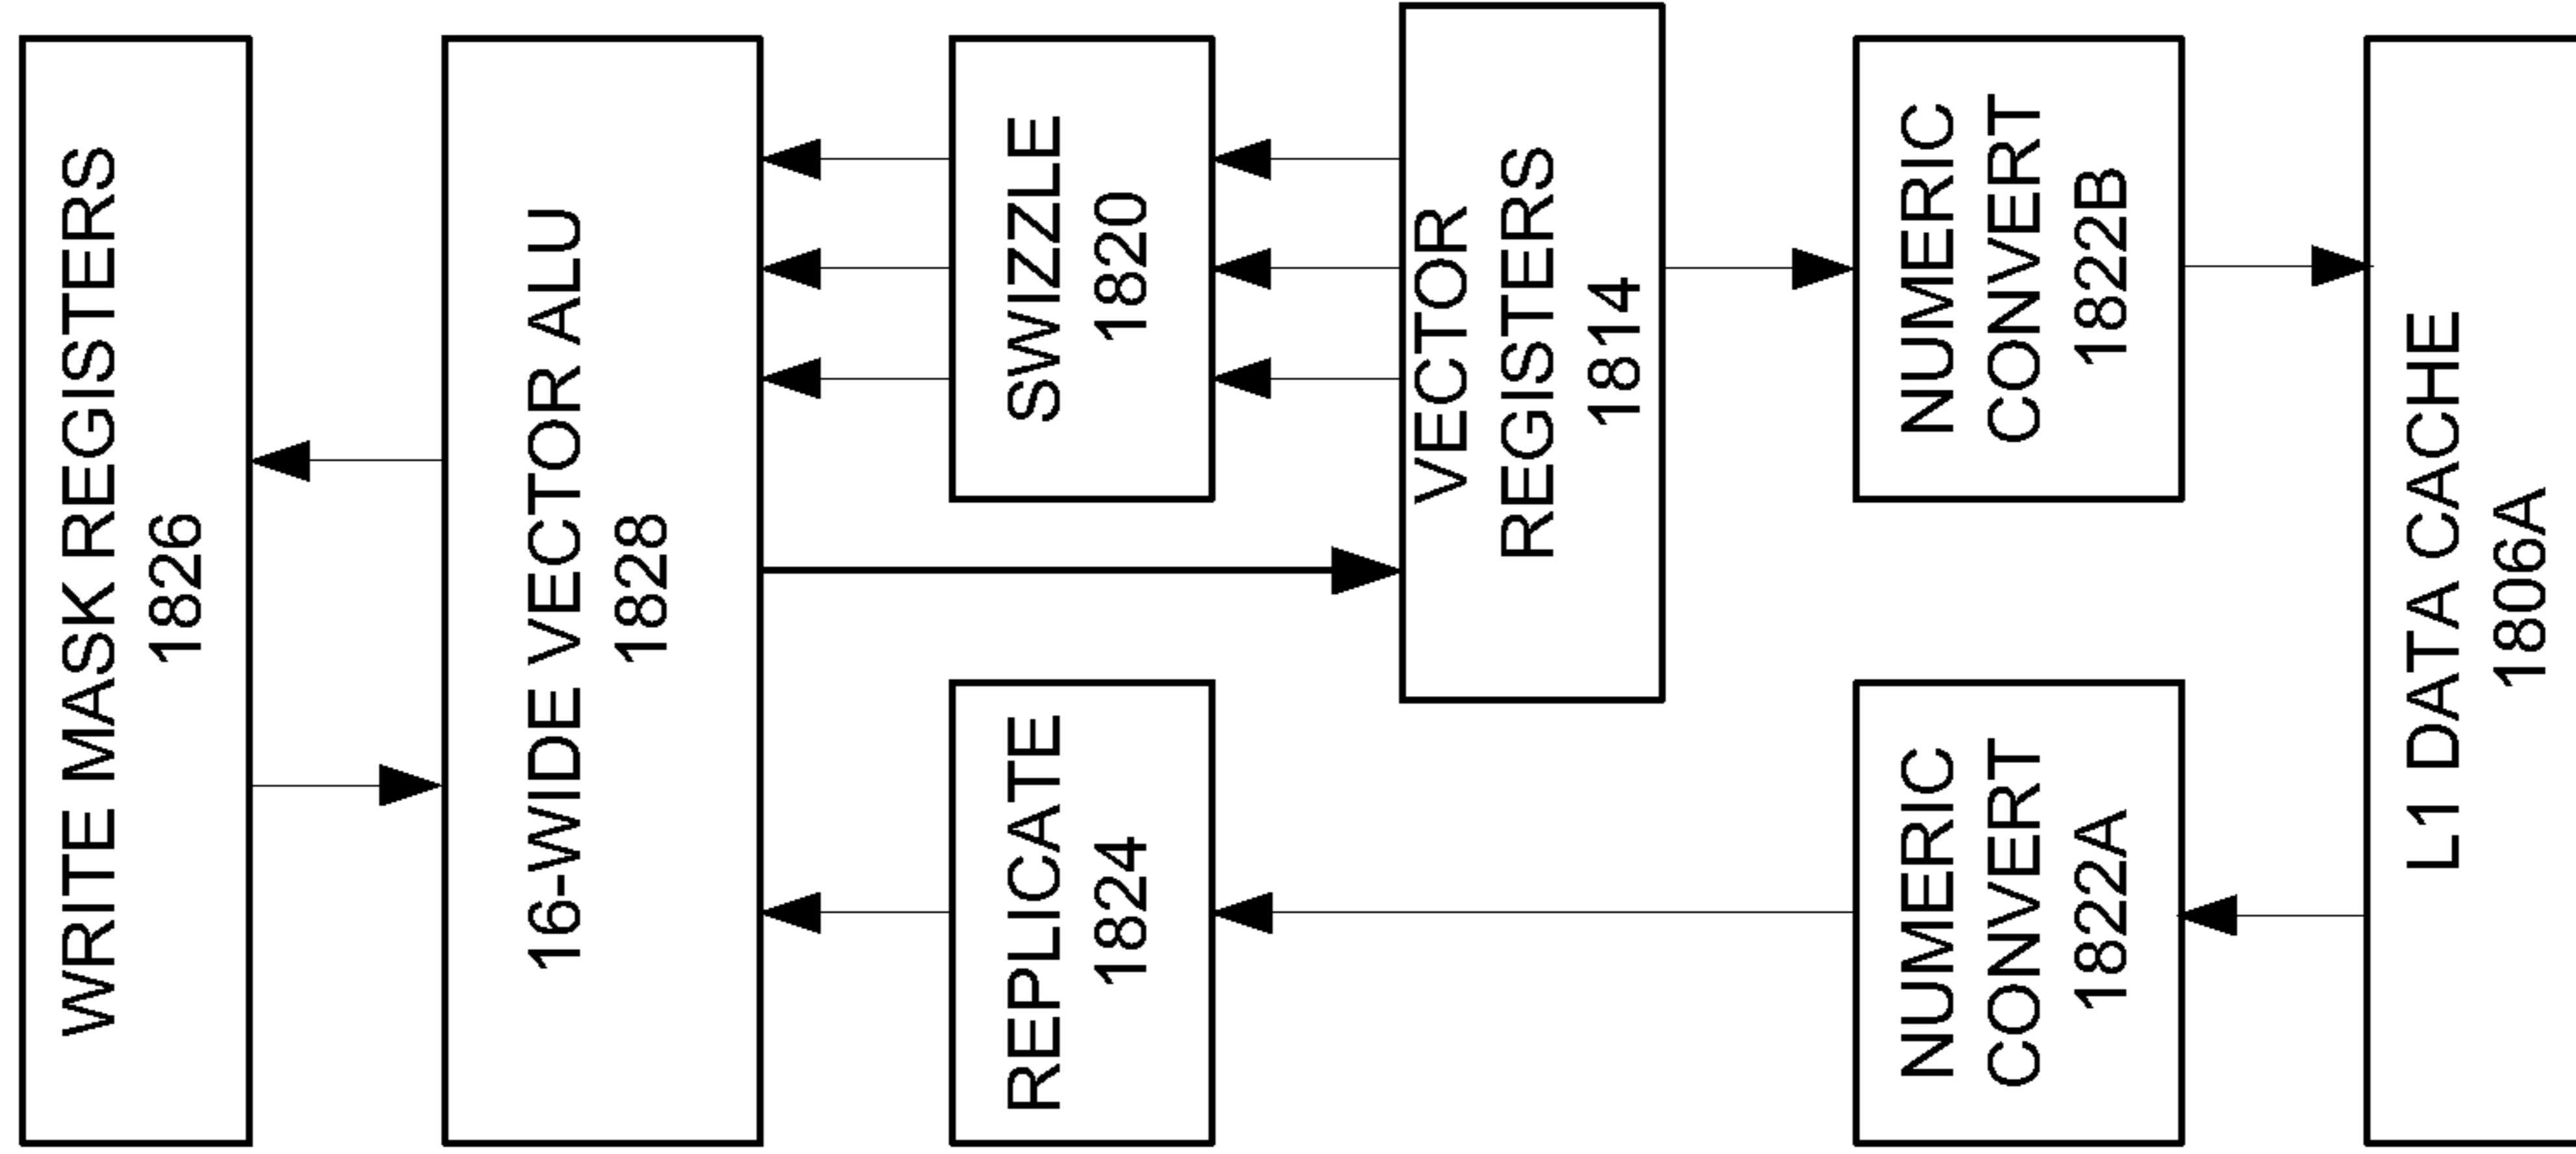 WRITE MASK REGISTERS
1826
16-WIDE VECTOR ALU
1828
REPLICATE
1824
SWIZZLE
1820
VECTOR
REGISTERS
1814
NUMERIC
CONVERT
1822A
NUMERIC
CONVERT
1822B
L1 DATA CACHE
1806A